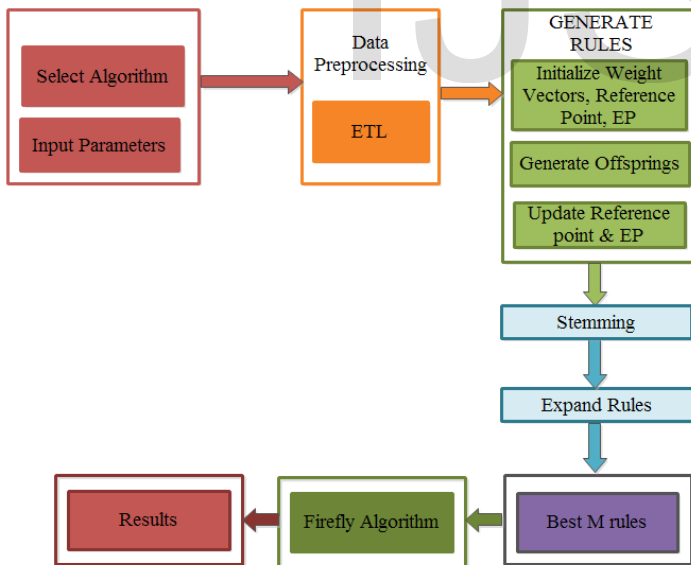 Select Algorithm
Input Parameters
Data
Preprocessing
ETL
GENERATE
RULES
Initialize Weight
Vectors, Reference
Point, EP
Generate Offsprings
Update Reference
point & EP
Stemming
Expand Rules
Best M rules
Firefly Algorithm
Results